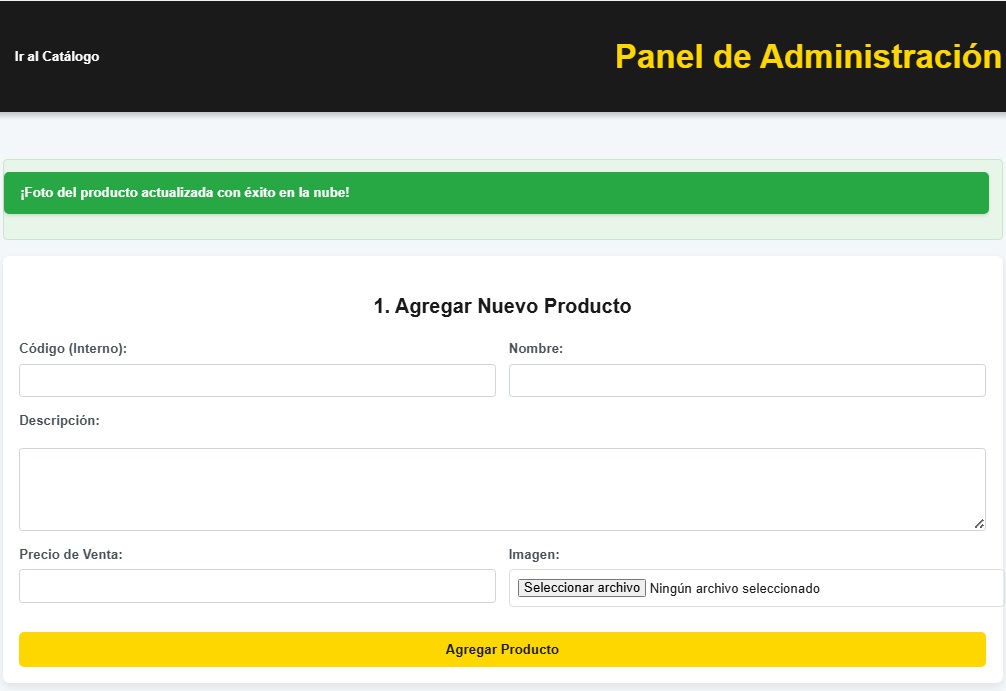 Ir al Catálogo
Panel de Administración
¡Foto del producto actualizada con éxito en la nube!
1. Agregar Nuevo Producto
Código (Interno):
Nombre:
Descripción:
Precio de Venta:
Imagen:
Seleccionar archivo Ningún archivo seleccionado
Agregar Producto